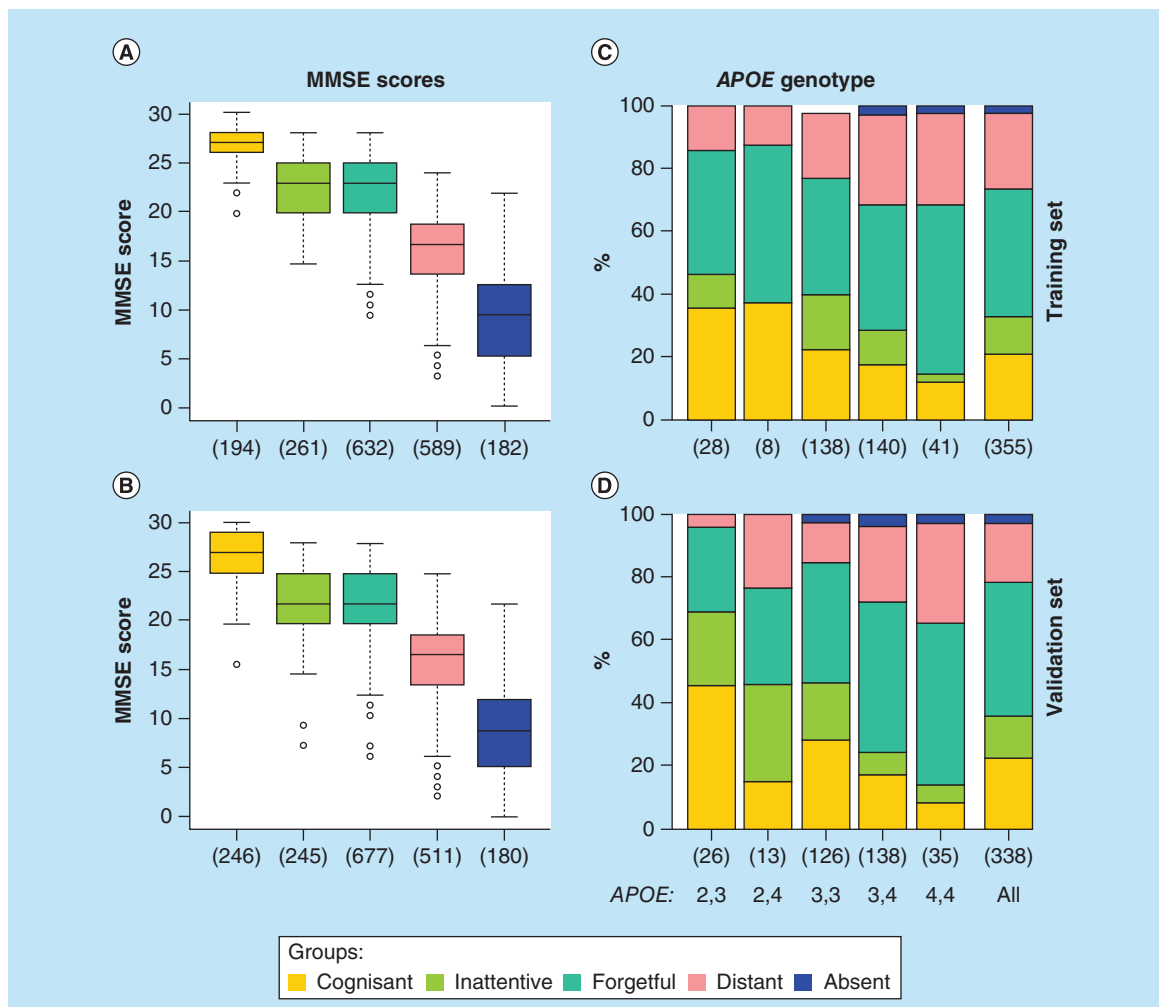 A
MMSE scores
MMSE score
30
25
20
15
10
5
0
(194) (261) (632) (589) (182)
B
MMSE score
30
25
20
15
10
5
0
(246) (245) (677) (511) (180)
C
APOE genotype
%
100
80
60
40
20
0
Training set
(28) (8) (138) (140) (41) (355)
D
%
100
80
60
40
20
0
Validation set
(26) (13) (126) (138) (35) (338)
APOE: 2,3 2,4 3,3 3,4 4,4 All
Groups:
Cognisant Inattentive Forgetful Distant Absent